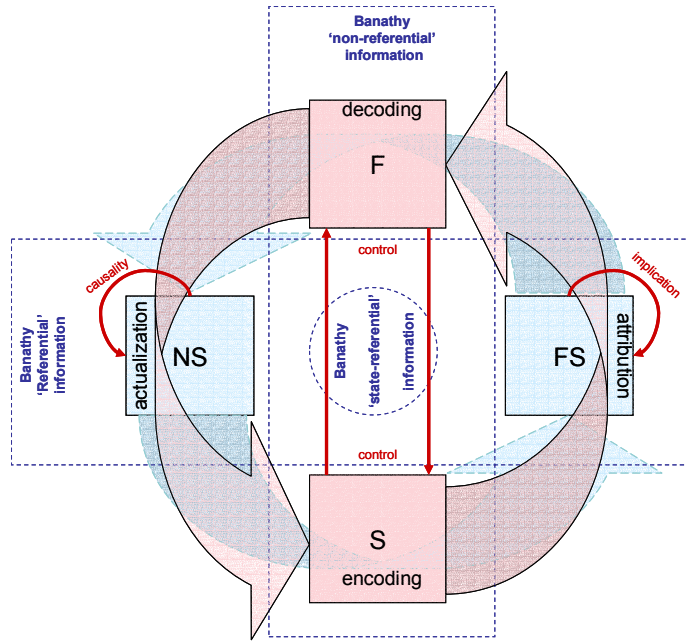 Banathy
‘non-referential’
information
decoding
F
control
causality
implication
Banathy
‘Referential’
information
actualization
NS
Banathy
‘state-referential’
information
FS
attribution
control
S
encoding